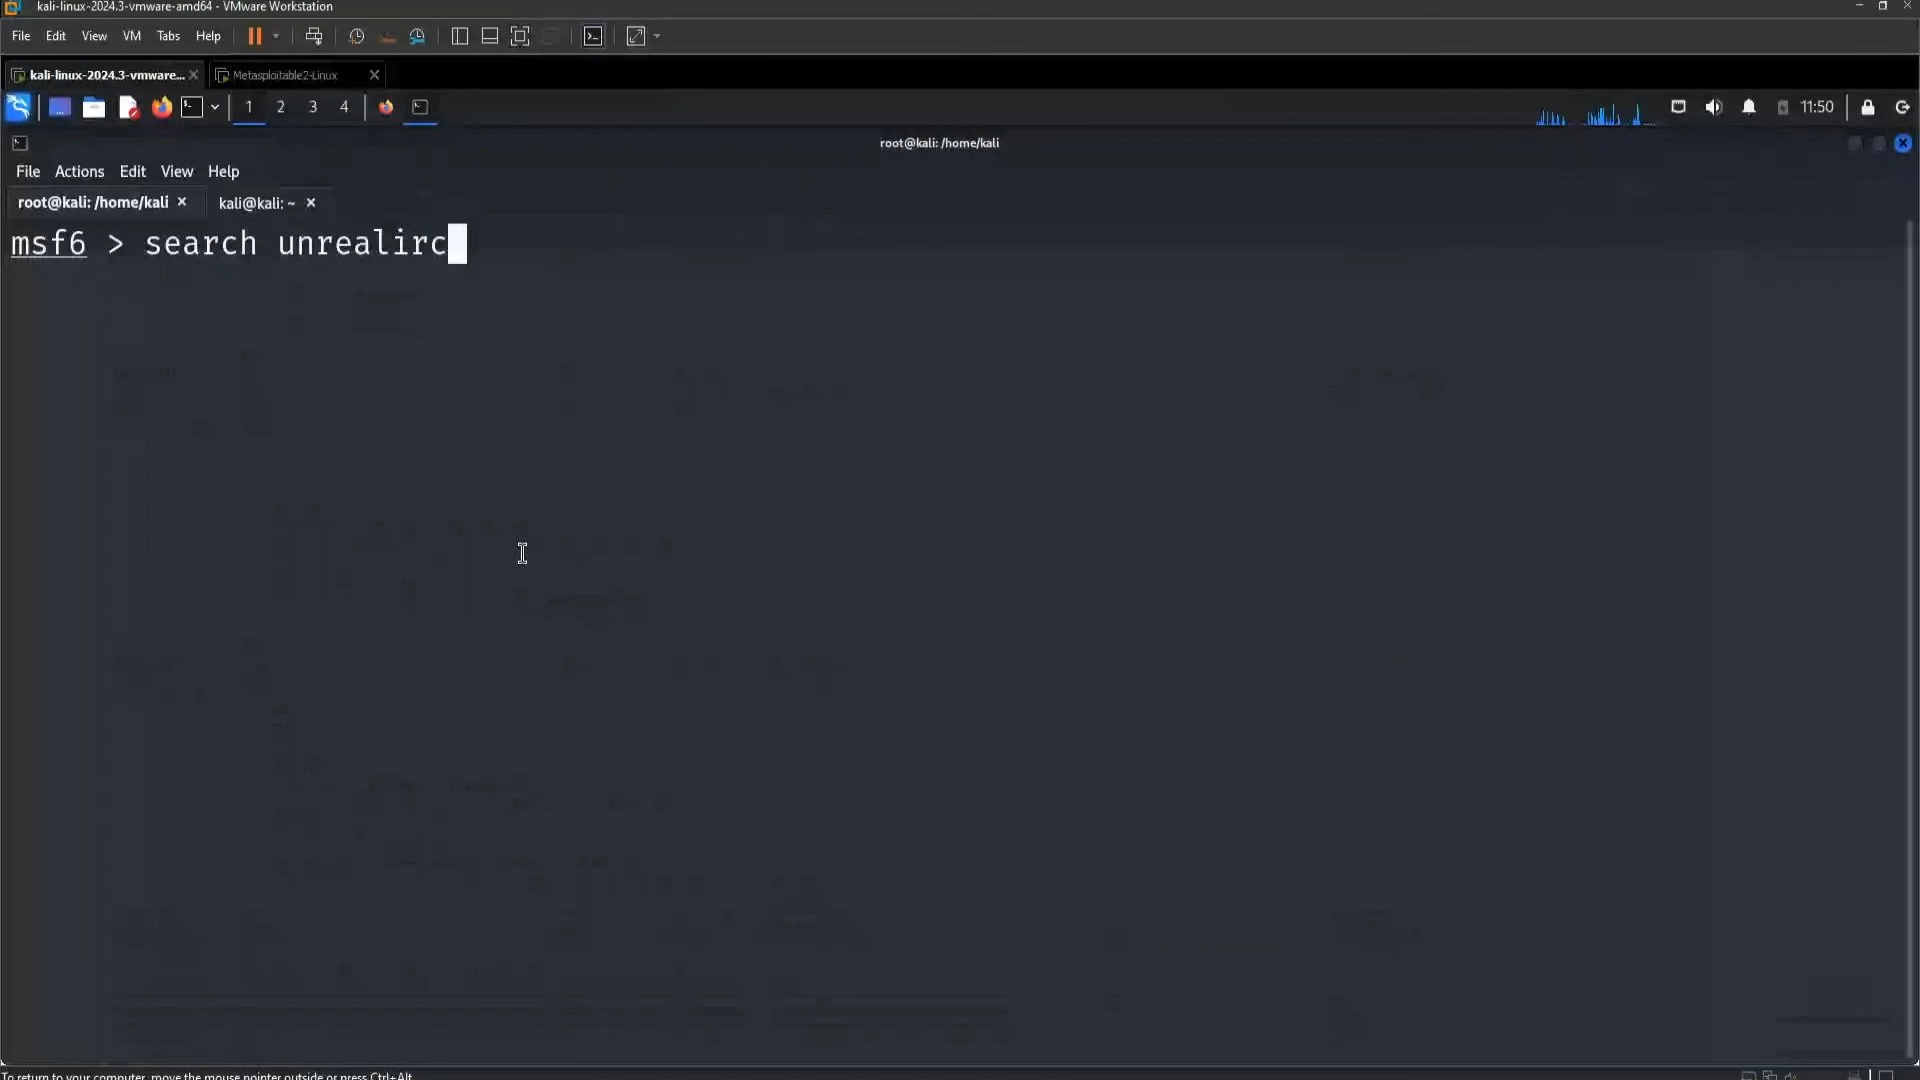 kali-linux-2024.3-vmware-amd64 - VMware Workstation
File Edit View VM Tabs Help
kali-linux-2024.3-vmware... Metasploitable2-Linux
1 2 3 4 11:50
root@kali: /home/kali
File Actions Edit View Help
root@kali: /home/kali kali@kali: ~
msf6 > search unrealirc
To return to your computer, move the mouse pointer outside or press Ctrl+Alt.